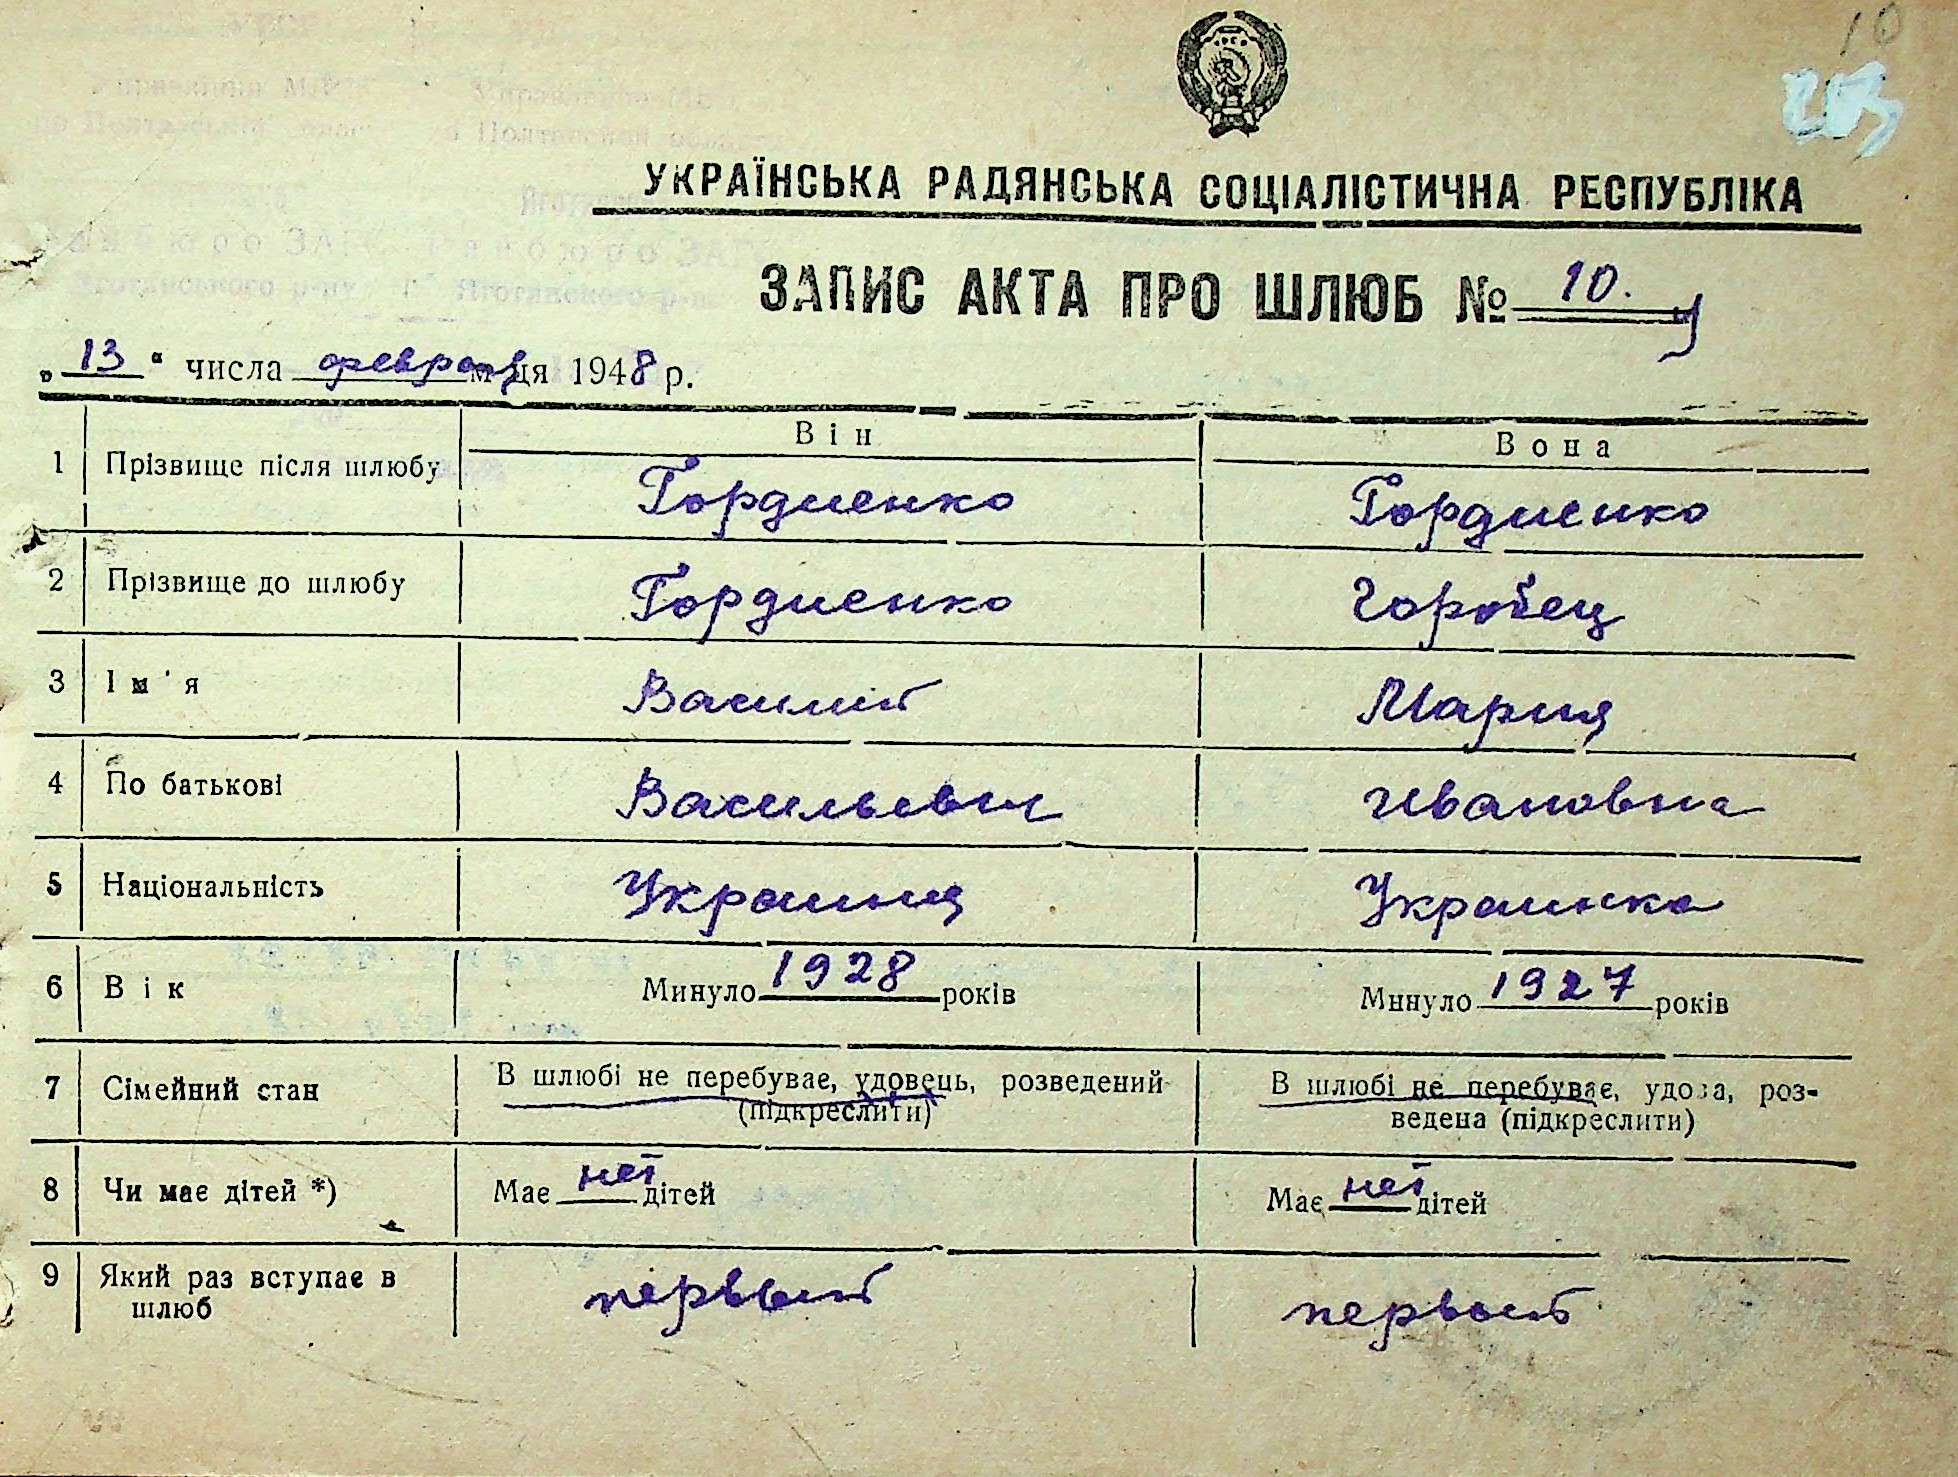 10
203
УКРАЇНСЬКА РАДЯНСЬКА СОЦІАЛІСТИЧНА РЕСПУБЛІКА
ЗАПИС АКТА ПРО ШЛЮБ № 10.
„13“ числа февраля м-ця 1948 р.
Він Вона
1 Прізвище після шлюбу Гордиенко Гордиенко
2 Прізвище до шлюбу Гордиенко Горобец
3 Ім'я Василий Мария
4 По батькові Васильевич Ивановна
5 Національність Украинец Украинка
6 Вік Минуло 1928 років Минуло 1927 років
7 Сімейний стан В шлюбі не перебуває, удовець, розведений В шлюбі не перебуває, удова, роз-
(підкреслити) ведена (підкреслити)
8 Чи має дітей *) Має нет дітей Має нет дітей
9 Який раз вступає в первый первый
шлюб